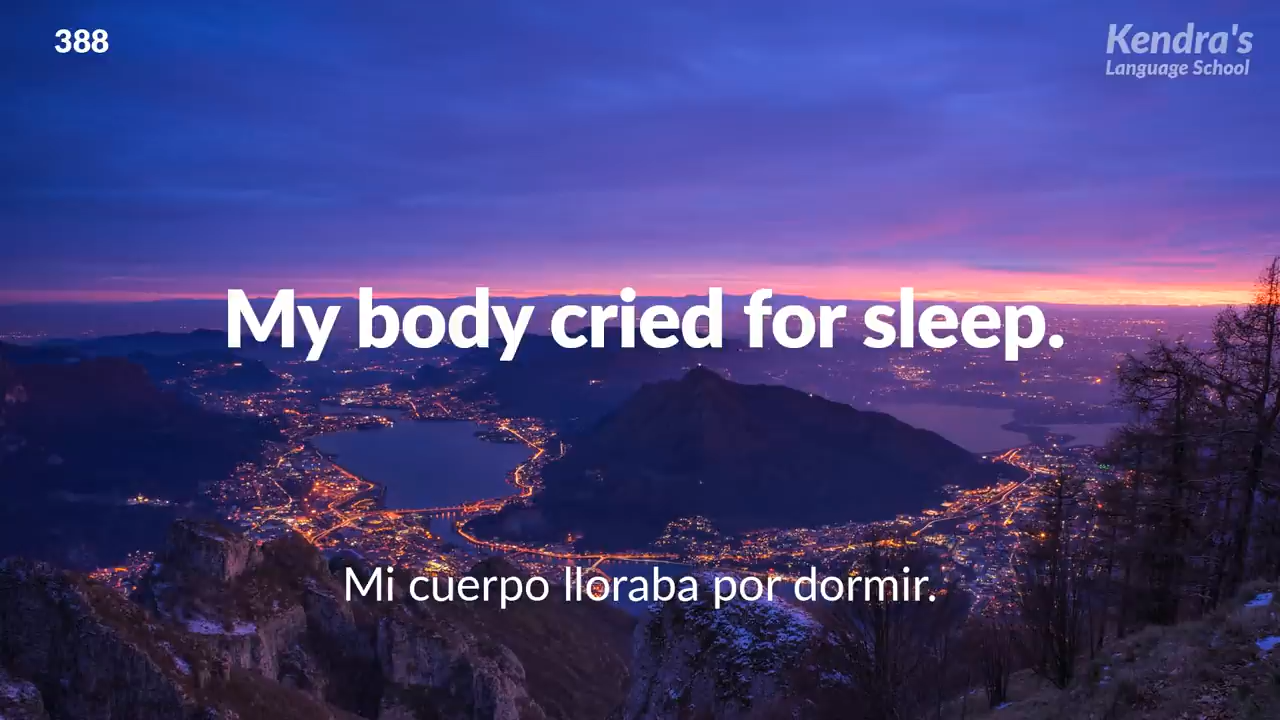 388
Kendra's
Language School
My body cried for sleep.
Mi cuerpo lloraba por dormir.